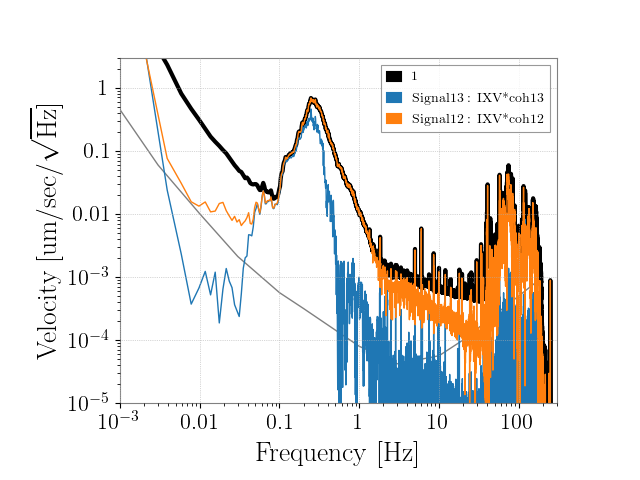 1
Signal13: IXV*coh13
Signal12: IXV*coh12
Velocity [um/sec/√Hz]
1
0.1
0.01
10⁻³
10⁻⁴
10⁻⁵
10⁻³ 0.01 0.1 1 10 100
Frequency [Hz]